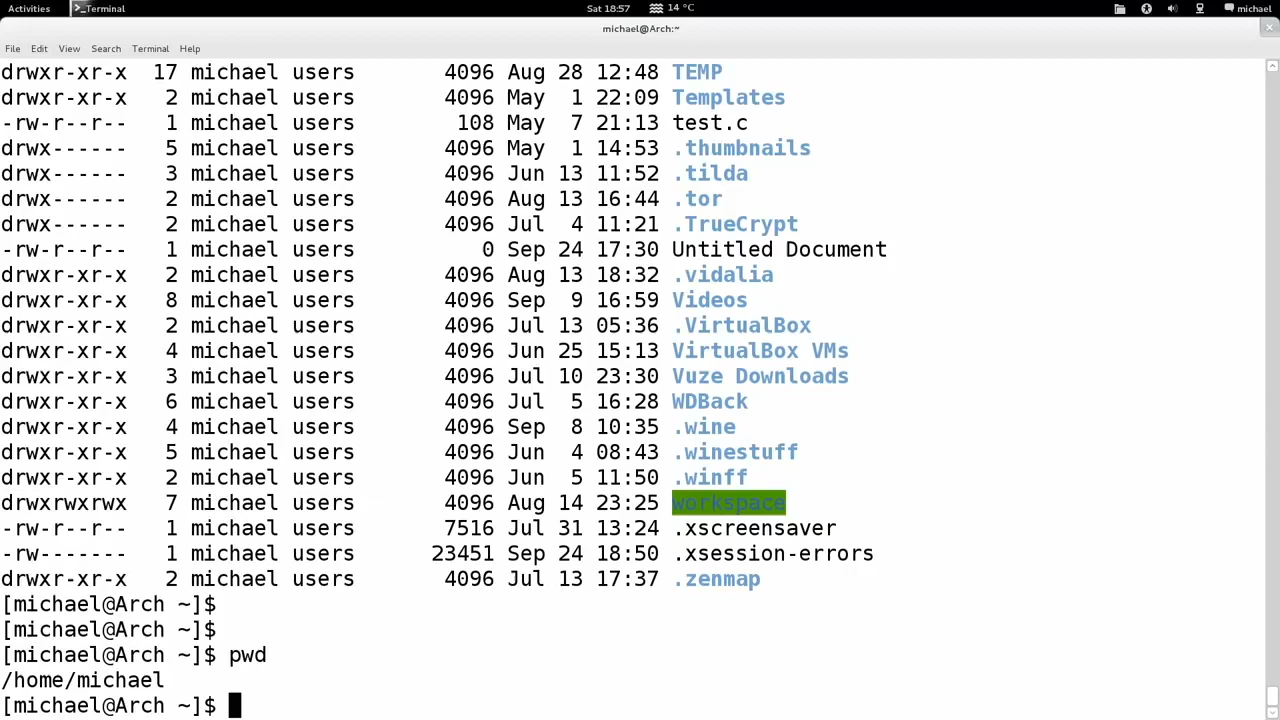 Activities Terminal Sat 18:57 14 °C michael
michael@Arch:~
File Edit View Search Terminal Help
drwxr-xr-x 17 michael users 4096 Aug 28 12:48 TEMP
drwxr-xr-x 2 michael users 4096 May 1 22:09 Templates
-rw-r--r-- 1 michael users 108 May 7 21:13 test.c
drwx------ 5 michael users 4096 May 1 14:53 .thumbnails
drwx------ 3 michael users 4096 Jun 13 11:52 .tilda
drwx------ 2 michael users 4096 Aug 13 16:44 .tor
drwx------ 2 michael users 4096 Jul 4 11:21 .TrueCrypt
-rw-r--r-- 1 michael users 0 Sep 24 17:30 Untitled Document
drwxr-xr-x 2 michael users 4096 Aug 13 18:32 .vidalia
drwxr-xr-x 8 michael users 4096 Sep 9 16:59 Videos
drwxr-xr-x 2 michael users 4096 Jul 13 05:36 .VirtualBox
drwxr-xr-x 4 michael users 4096 Jun 25 15:13 VirtualBox VMs
drwxr-xr-x 3 michael users 4096 Jul 10 23:30 Vuze Downloads
drwxr-xr-x 6 michael users 4096 Jul 5 16:28 WDBack
drwxr-xr-x 4 michael users 4096 Sep 8 10:35 .wine
drwxr-xr-x 5 michael users 4096 Jun 4 08:43 .winestuff
drwxr-xr-x 2 michael users 4096 Jun 5 11:50 .winff
drwxrwxrwx 7 michael users 4096 Aug 14 23:25 workspace
-rw-r--r-- 1 michael users 7516 Jul 31 13:24 .xscreensaver
-rw------- 1 michael users 23451 Sep 24 18:50 .xsession-errors
drwxr-xr-x 2 michael users 4096 Jul 13 17:37 .zenmap
[michael@Arch ~]$
[michael@Arch ~]$
[michael@Arch ~]$ pwd
/home/michael
[michael@Arch ~]$